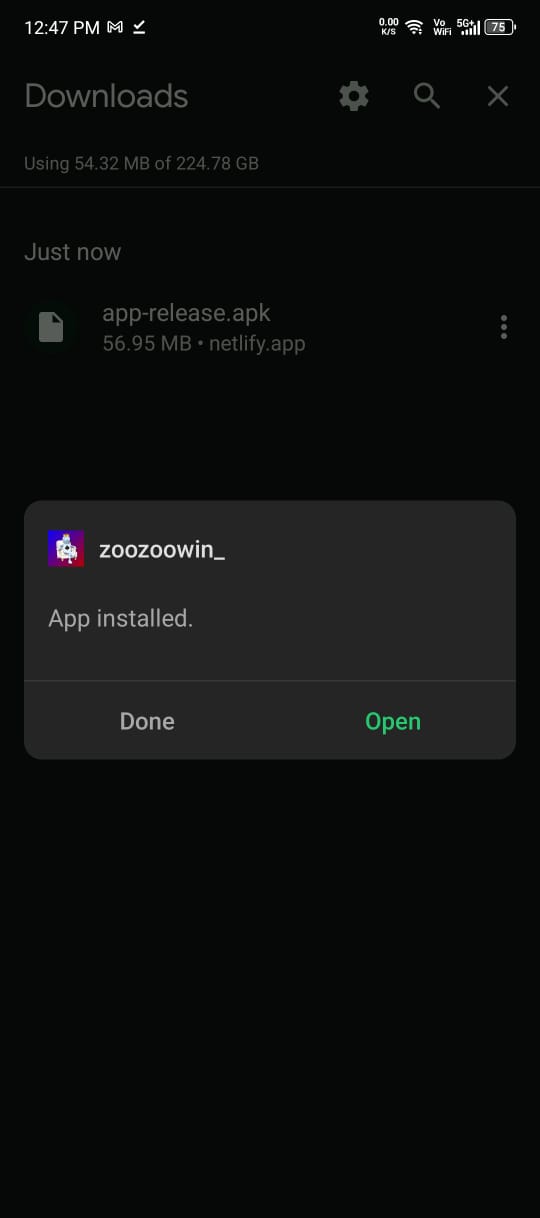 12:47 PM
0.00 K/S Vo WiFi 5G+ 75
Downloads
Using 54.32 MB of 224.78 GB
Just now
app-release.apk
56.95 MB • netlify.app
zoozoowin_
App installed.
Done Open